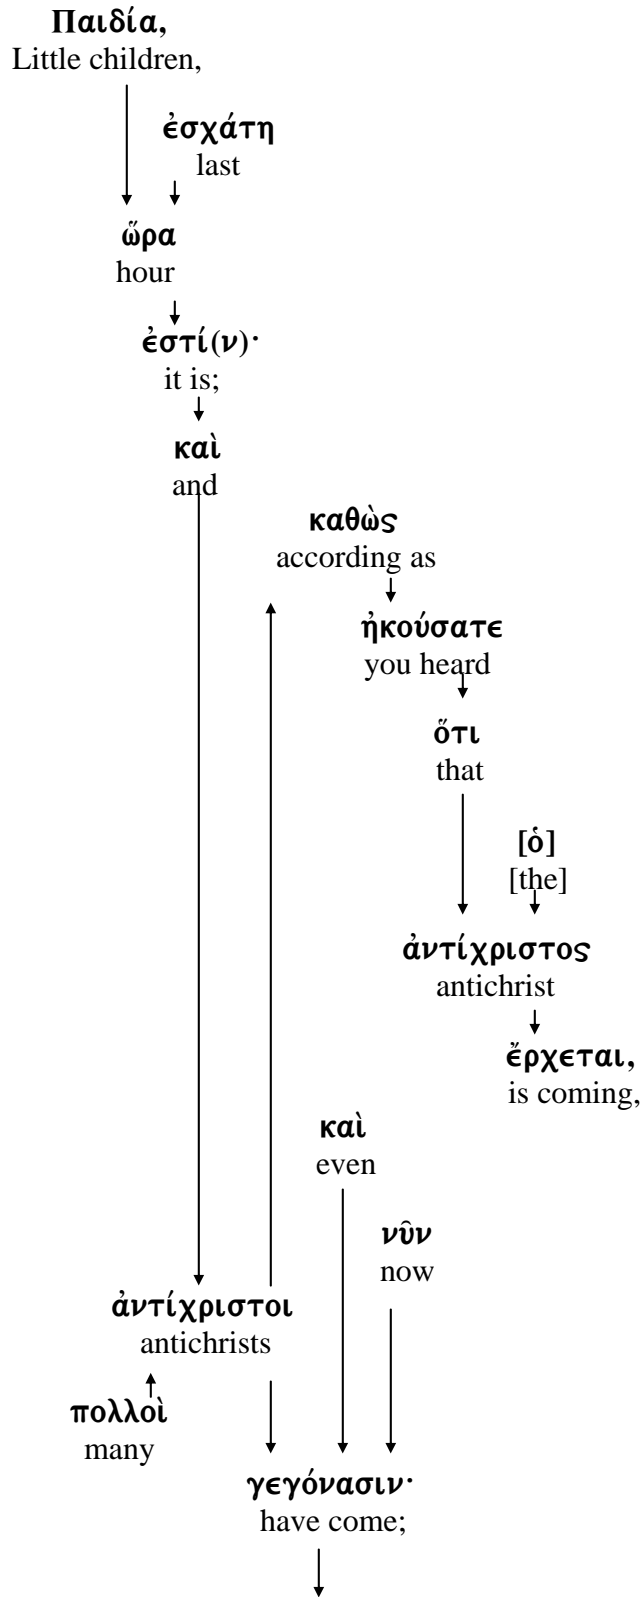 Παιδία,
Little children,
ἐσχάτη
last
ὥρα
hour
ἐστί(ν)·
it is;
καὶ
and
καθὼς
according as
ἠκούσατε
you heard
ὅτι
that
[ὁ]
[the]
ἀντίχριστος
antichrist
ἔρχεται,
is coming,
καὶ
even
νῦν
now
ἀντίχριστοι
antichrists
πολλοὶ
many
γεγόνασιν·
have come;